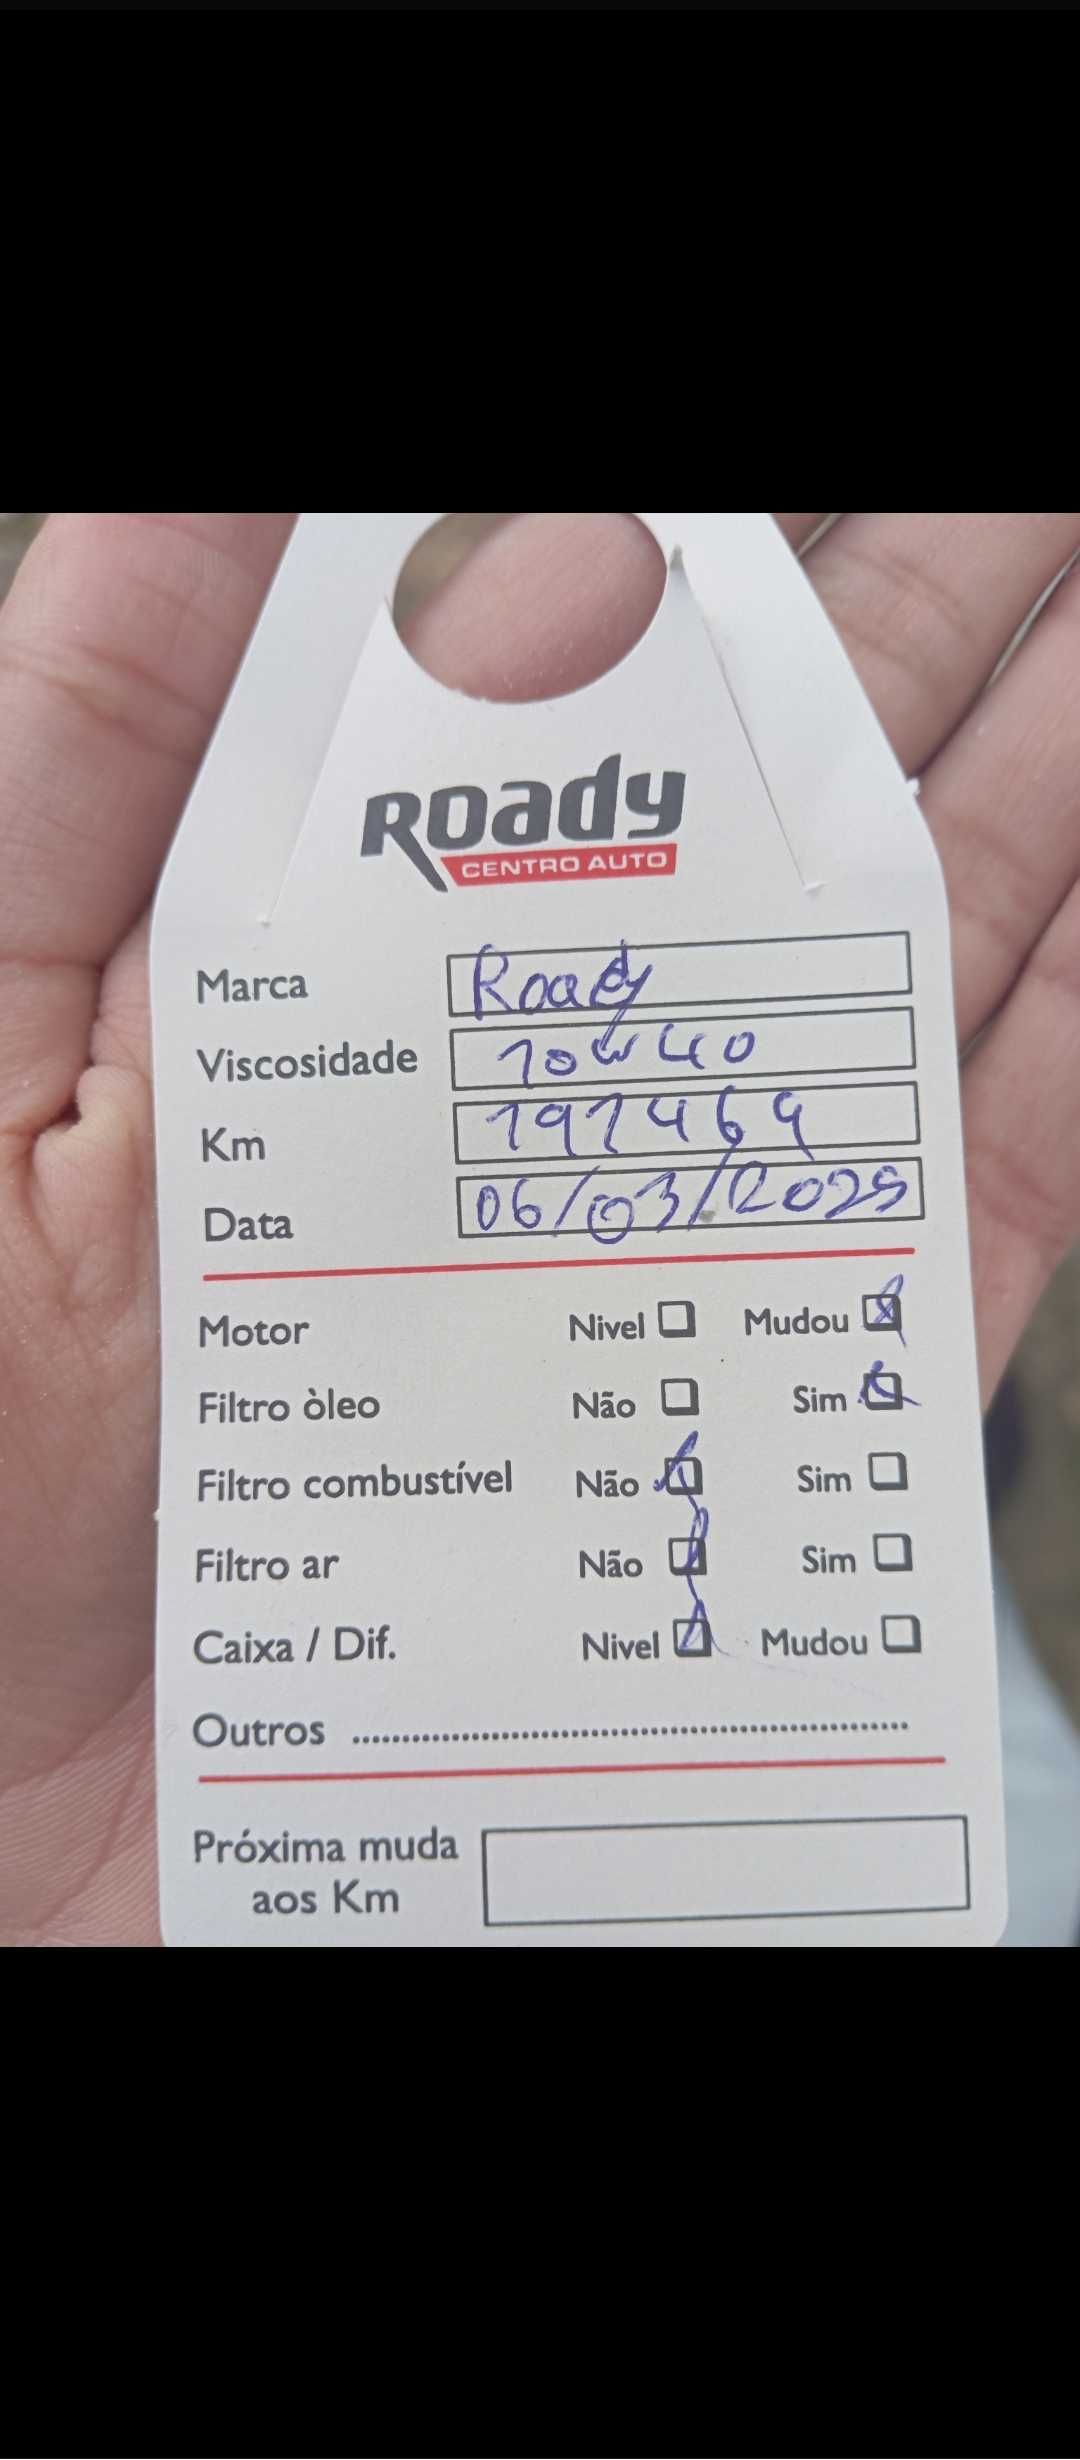 Roady
CENTRO AUTO
Marca Roady
Viscosidade 10W40
Km 191469
Data 06/03/2025
Motor Nivel Mudou
Filtro òleo Não Sim
Filtro combustível Não Sim
Filtro ar Não Sim
Caixa / Dif. Nivel Mudou
Outros
Próxima muda
aos Km